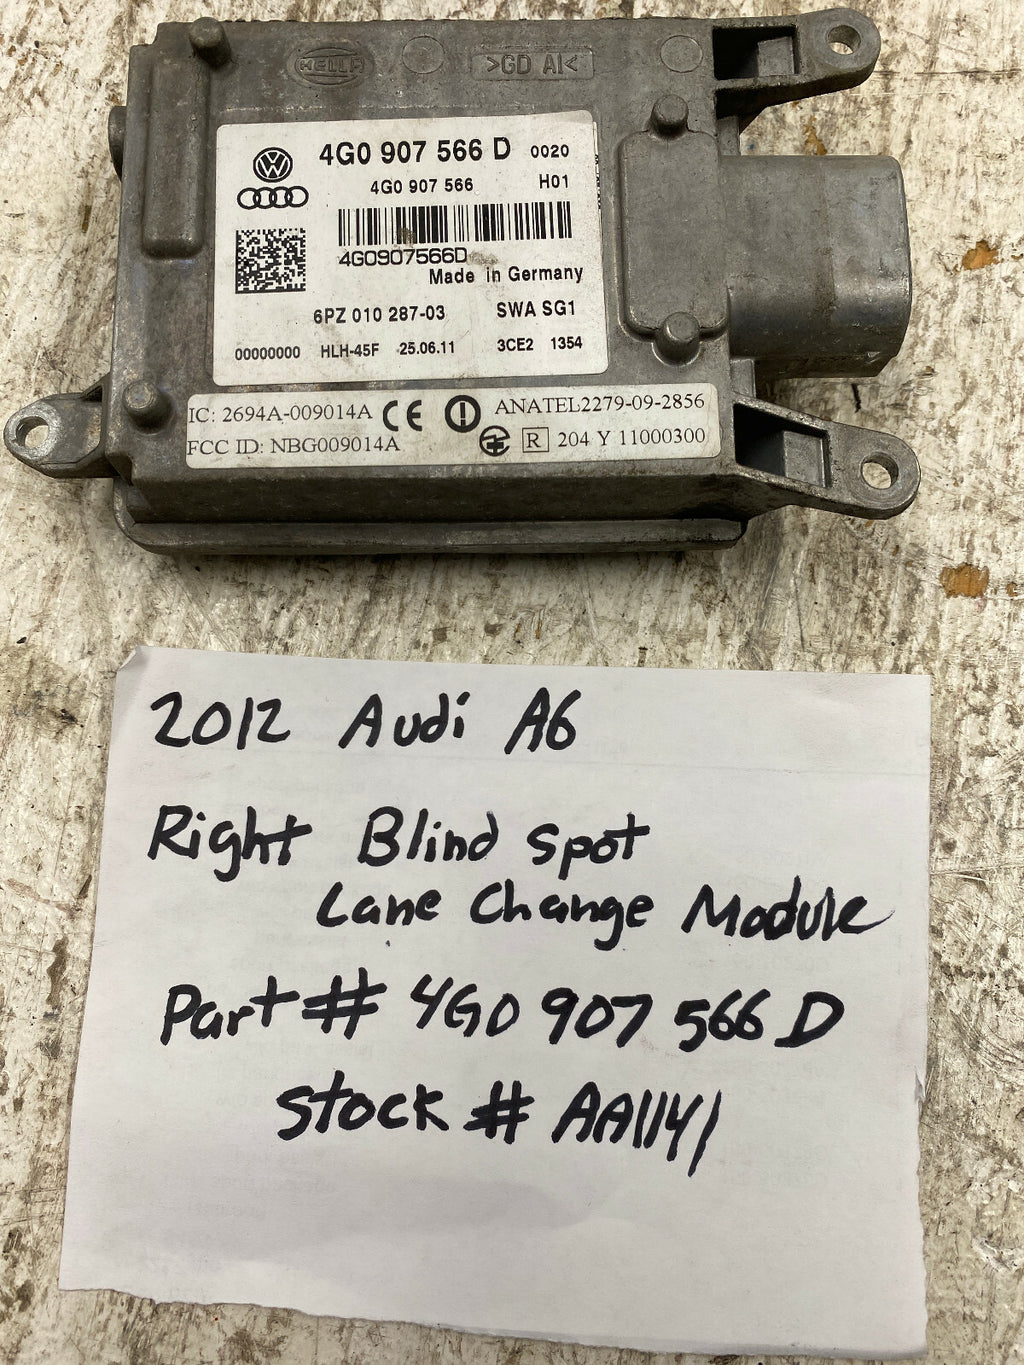 HELLA
>GD Al<
4G0 907 566 D 0020
4G0 907 566 H01
4G0907566D
Made in Germany
6PZ 010 287-03 SWA SG1
00000000 HLH-45F 25.06.11 3CE2 1354
IC: 2694A-009014A CE ANATEL2279-09-2856
FCC ID: NBG009014A R 204 Y 11000300
2012 Audi A6
Right Blind spot
Lane Change Module
Part # 4G0 907 566 D
Stock # AA1141